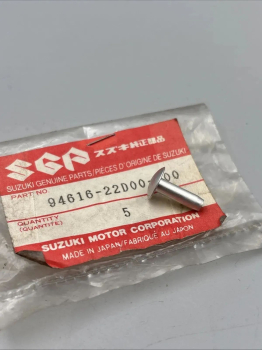 SGP スズキ純正部品
SUZUKI GENUINE PARTS/PIÈCES D'ORIGINE DE SUZUKI
PART NO.
94616-22D00-000
QUANTITY
(QUANTITÉ)
5
SUZUKI MOTOR CORPORATION
MADE IN JAPAN/FABRIQUÉ AU JAPON